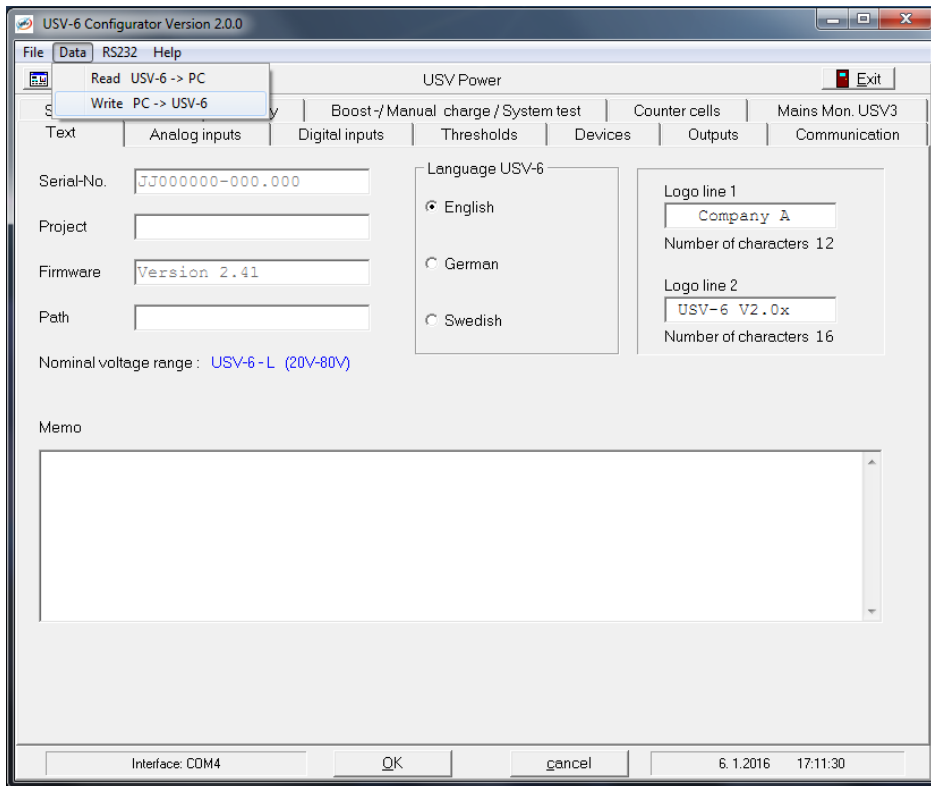 USV-6 Configurator Version 2.0.0
File Data RS232 Help
Read USV-6 -> PC
Write PC -> USV-6
USV Power
Exit
S
y
Boost-/ Manual charge / System test
Counter cells
Mains Mon. USV3
Text
Analog inputs
Digital inputs
Thresholds
Devices
Outputs
Communication
Serial-No.
JJ000000-000.000
Project
Firmware
Version 2.41
Path
Nominal voltage range : USV-6 - L (20V-80V)
Language USV-6
English
German
Swedish
Logo line 1
Company A
Number of characters 12
Logo line 2
USV-6 V2.0x
Number of characters 16
Memo
Interface: COM4
OK
cancel
6. 1.2016 17:11:30